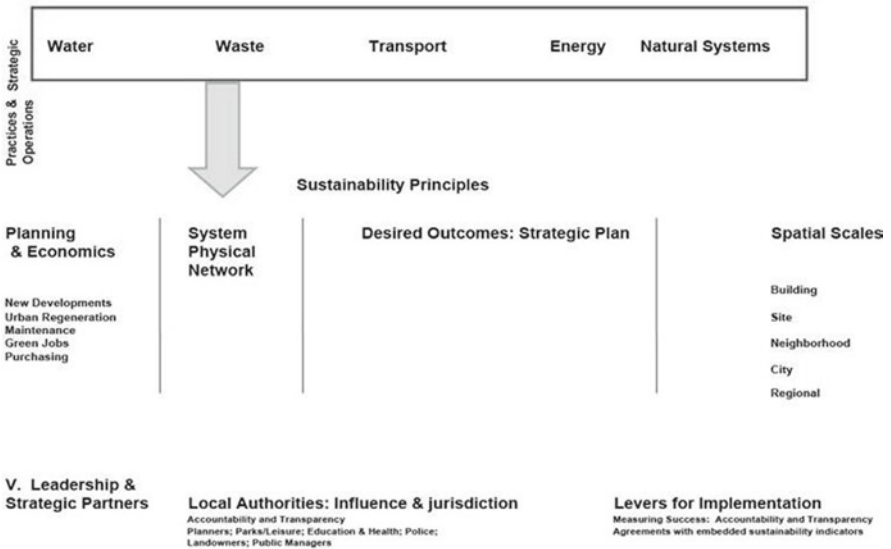 Practices & Strategic
Operations
Water Waste Transport Energy Natural Systems
Sustainability Principles
Planning
& Economics
New Developments
Urban Regeneration
Maintenance
Green Jobs
Purchasing
System
Physical
Network
Desired Outcomes: Strategic Plan
Spatial Scales
Building
Site
Neighborhood
City
Regional
V. Leadership &
Strategic Partners
Local Authorities: Influence & jurisdiction
Accountability and Transparency
Planners; Parks/Leisure; Education & Health; Police;
Landowners; Public Managers
Levers for Implementation
Measuring Success: Accountability and Transparency
Agreements with embedded sustainability indicators